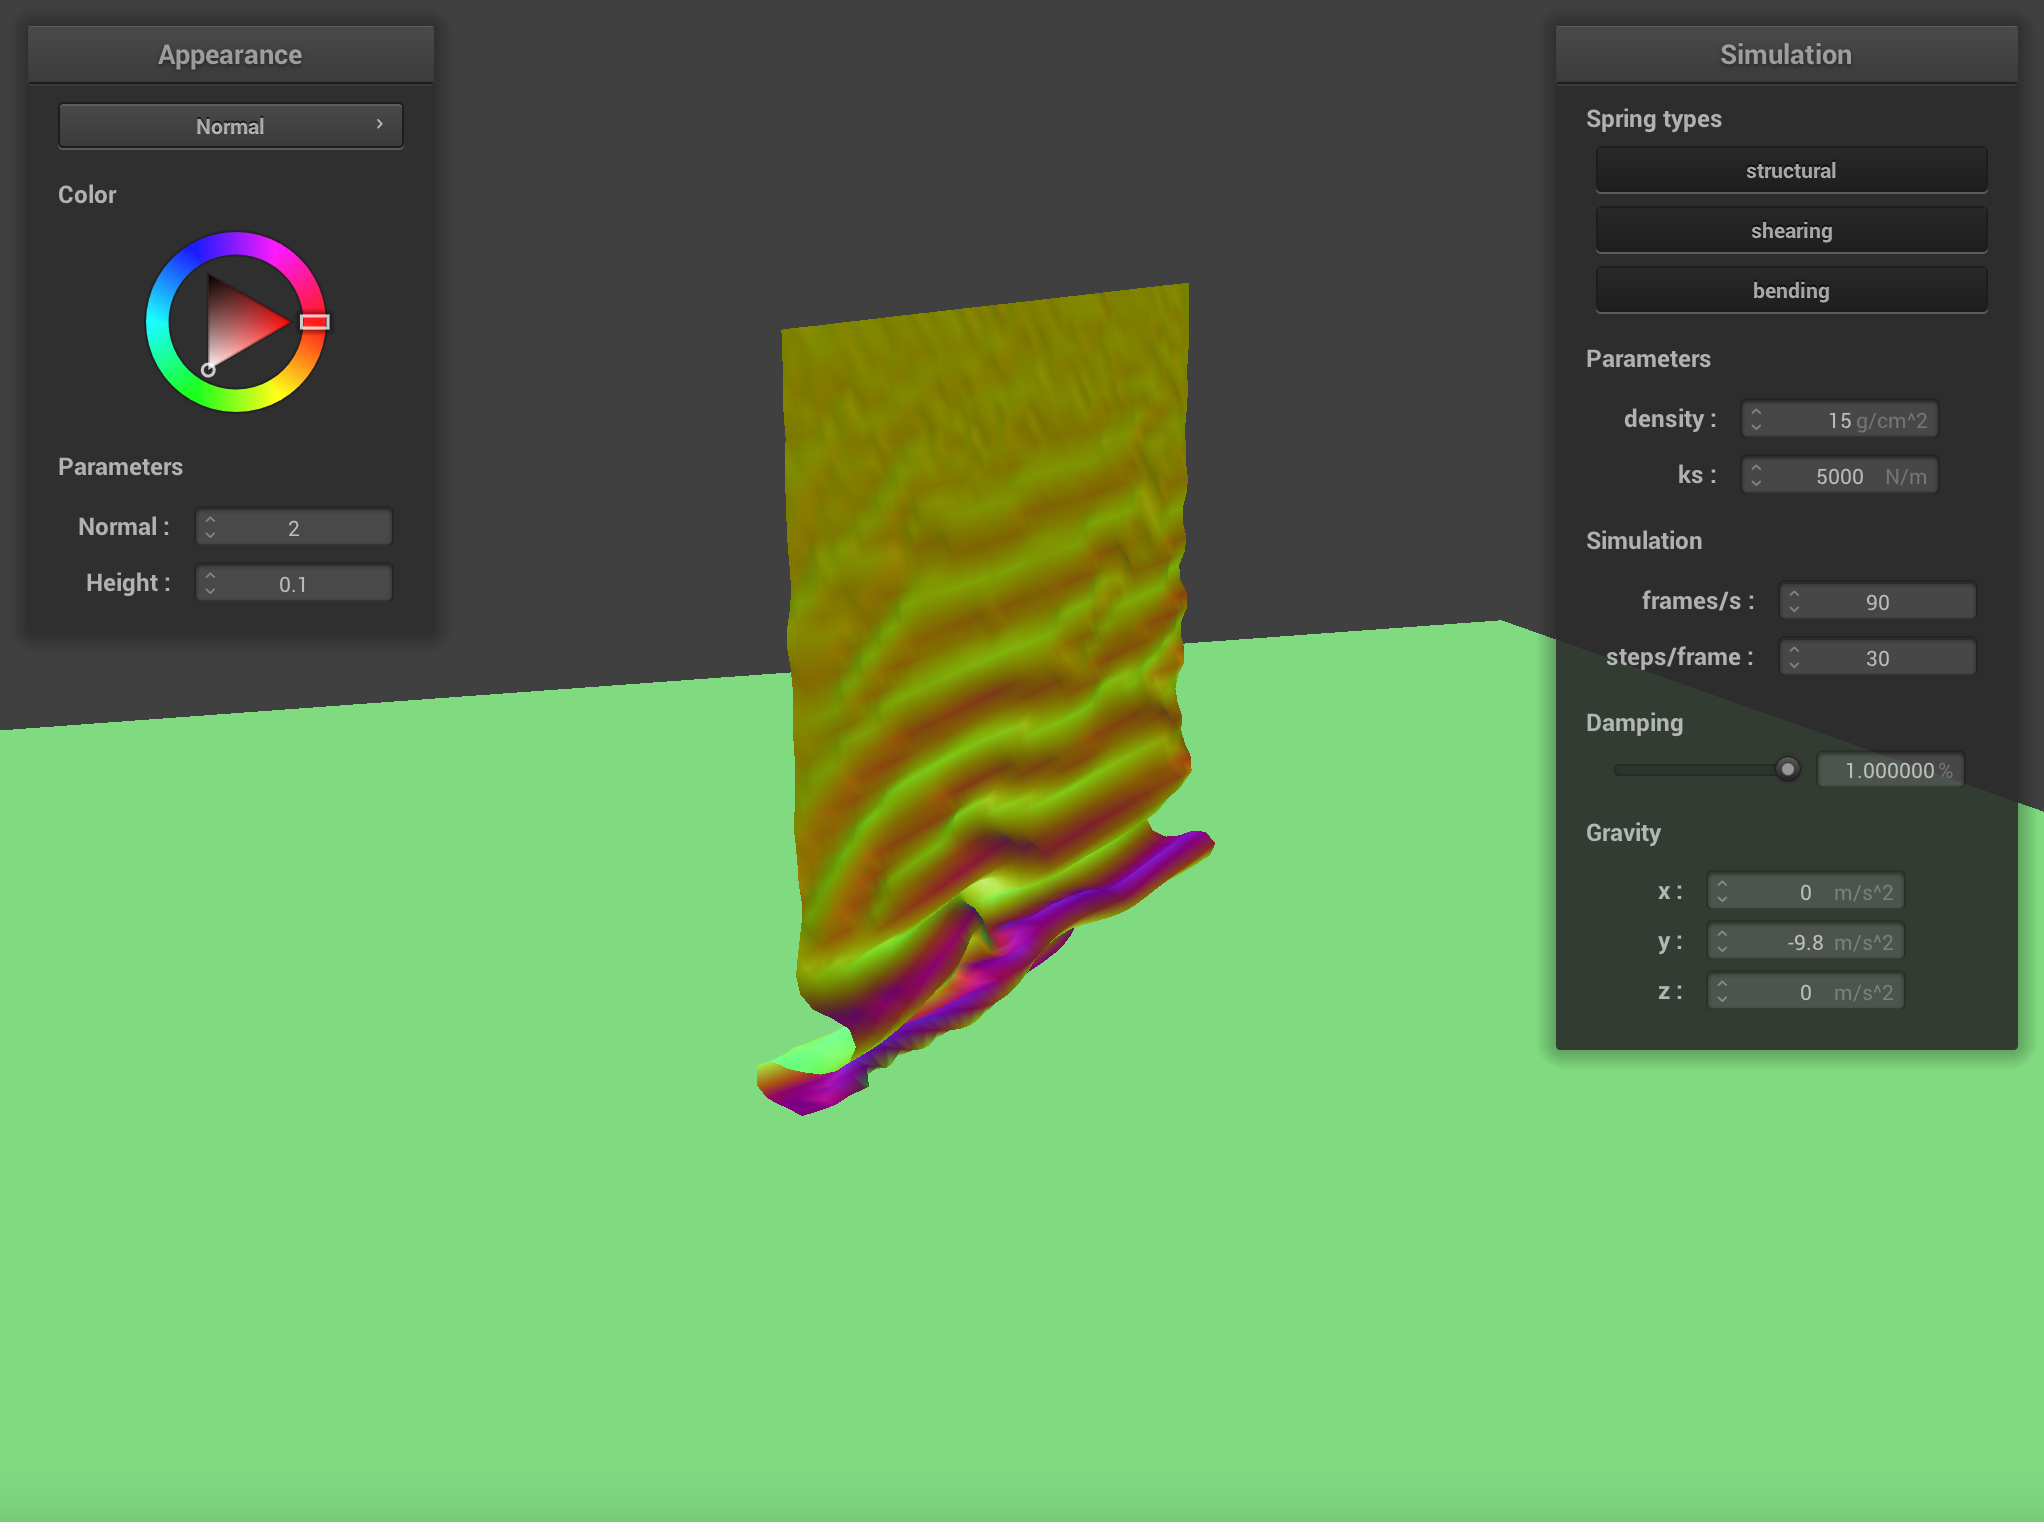 Appearance
Normal
Color
Parameters
Normal : 2
Height : 0.1
Simulation
Spring types
structural
shearing
bending
Parameters
density : 15 g/cm^2
ks : 5000 N/m
Simulation
frames/s : 90
steps/frame : 30
Damping
1.000000 %
Gravity
x : 0 m/s^2
y : -9.8 m/s^2
z : 0 m/s^2